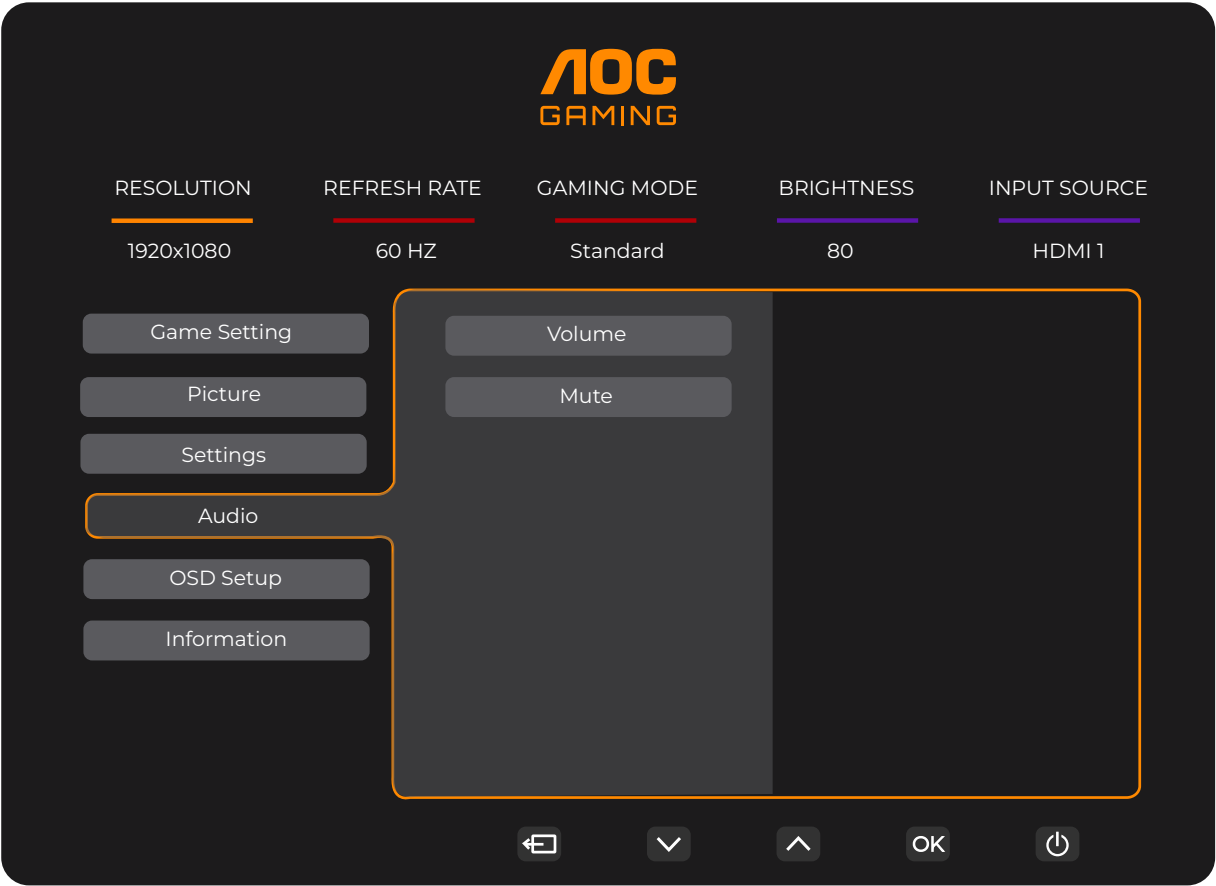 AOC
GAMING
RESOLUTION REFRESH RATE GAMING MODE BRIGHTNESS INPUT SOURCE
1920x1080 60 HZ Standard 80 HDMI 1
Game Setting Volume
Picture Mute
Settings
Audio
OSD Setup
Information
OK